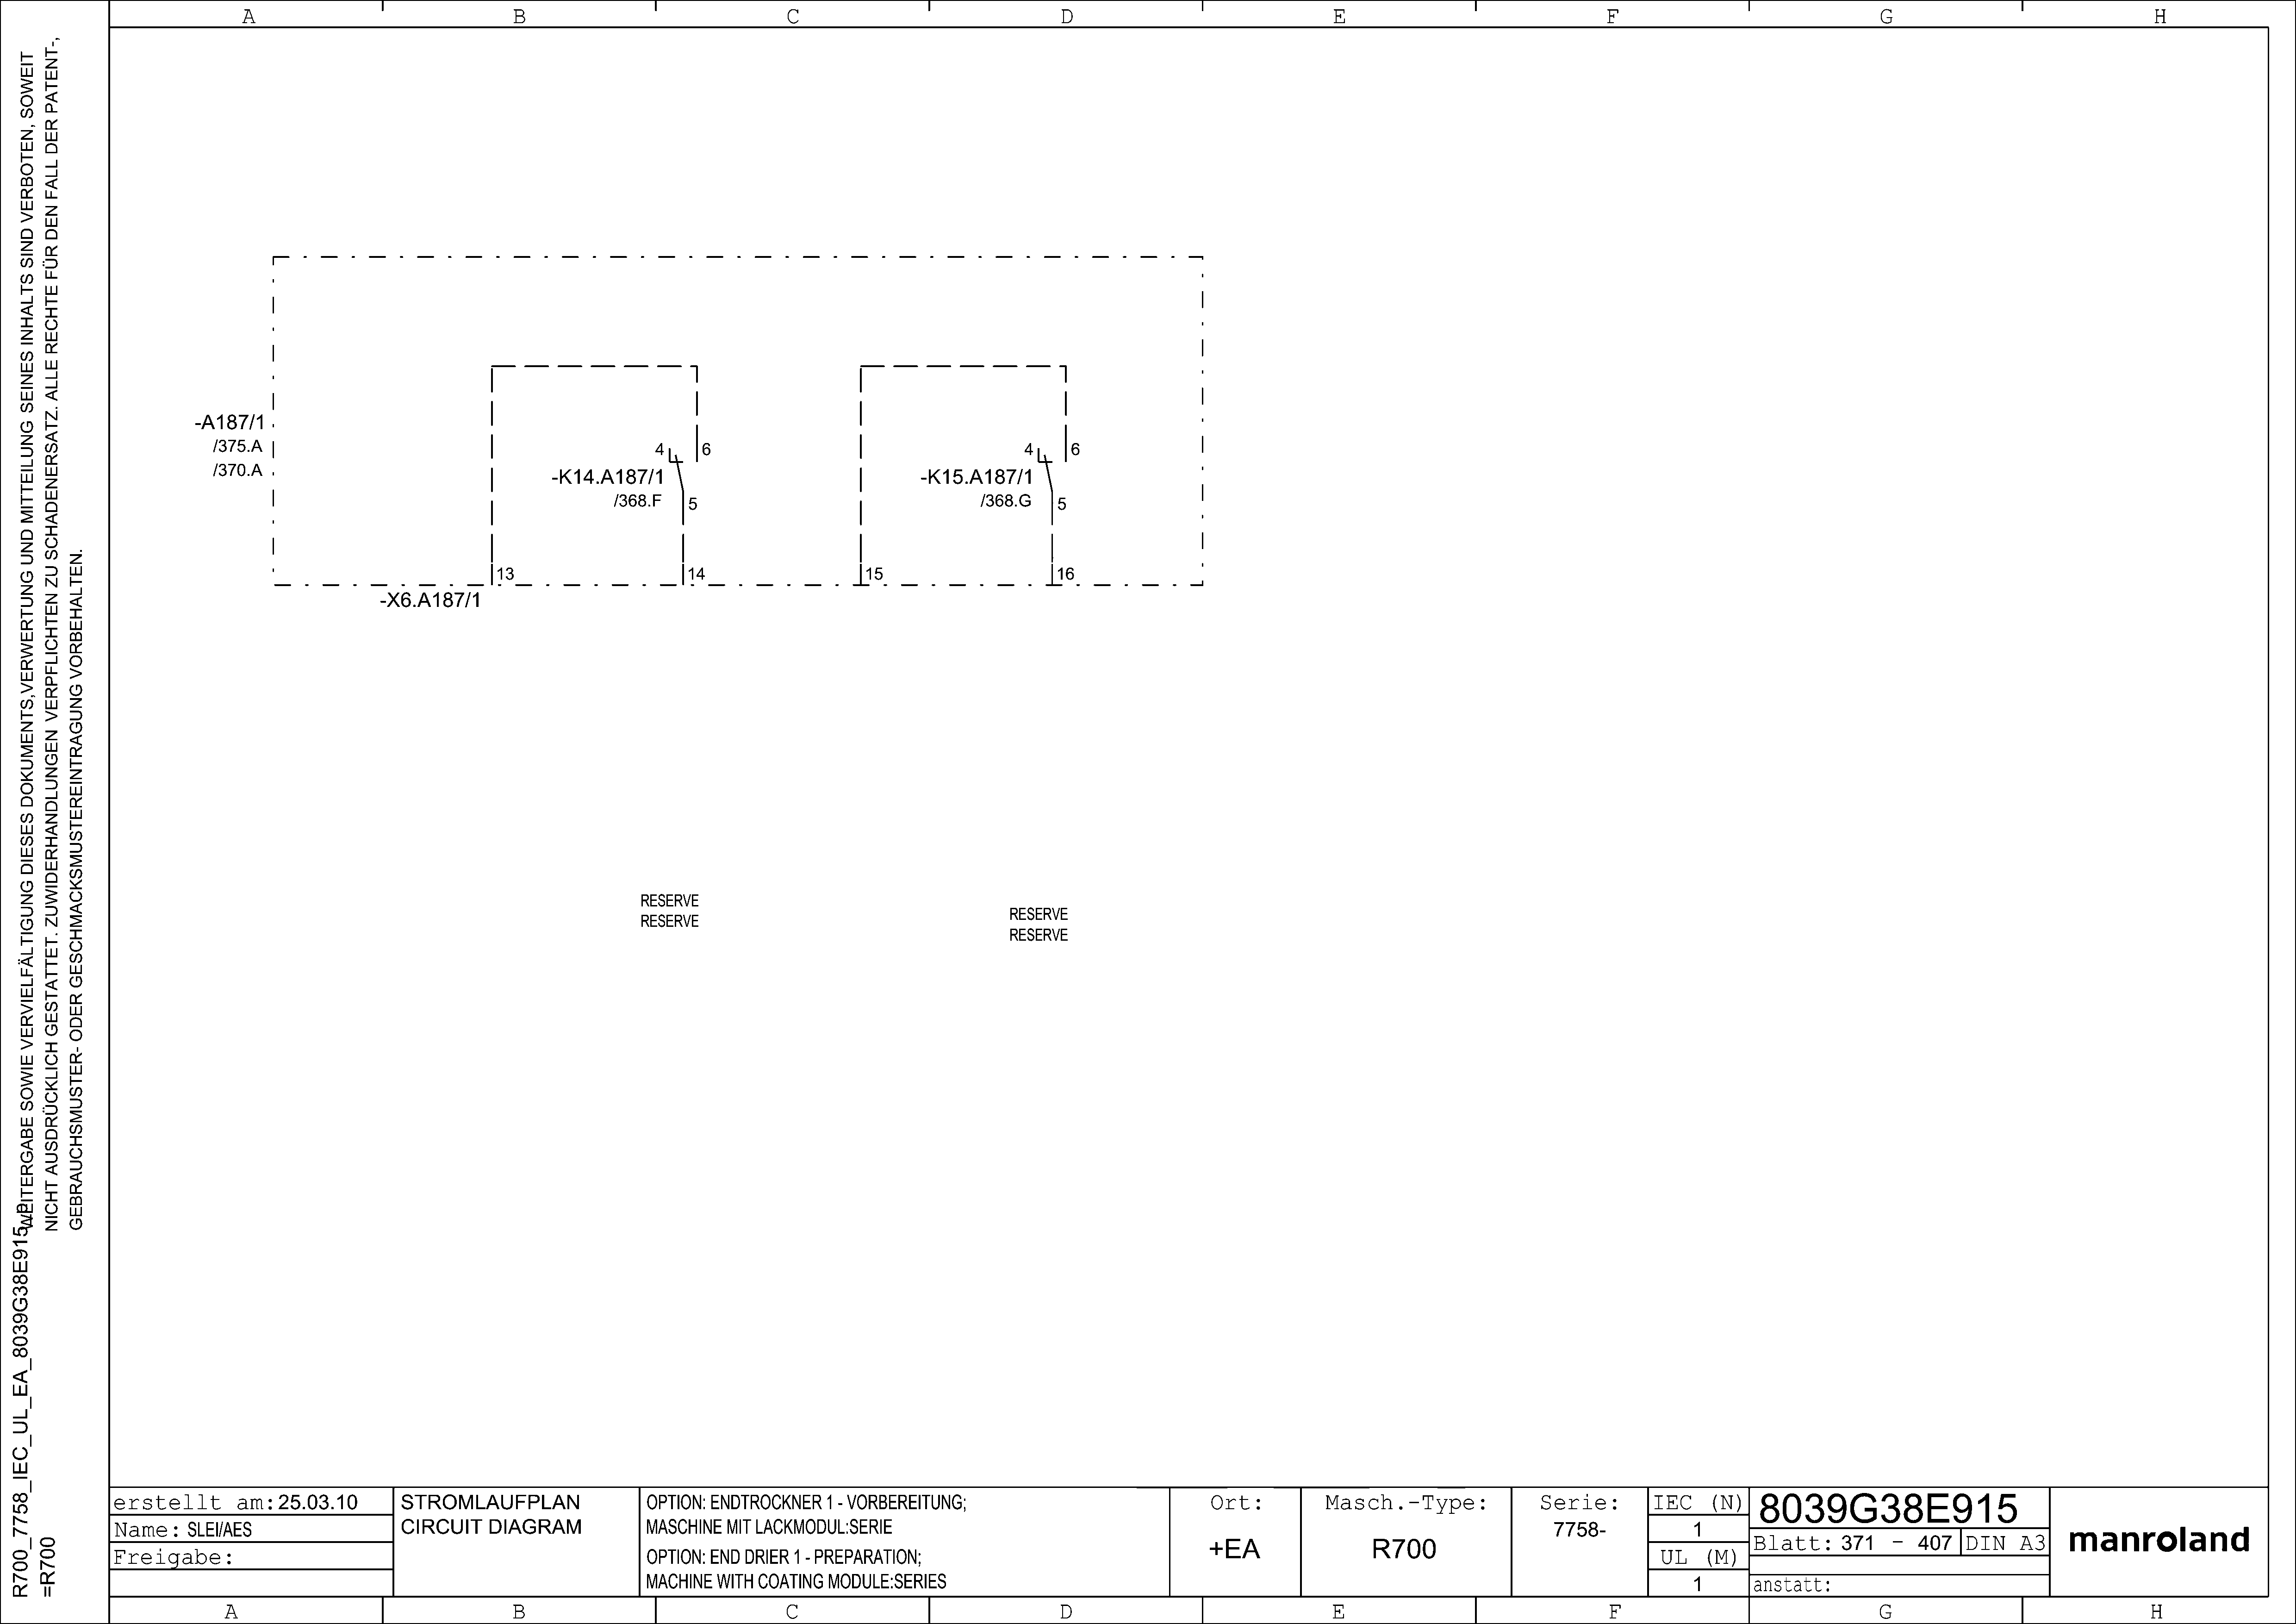 A B C D E F G H
WEITERGABE SOWIE VERVIELFÄLTIGUNG DIESES DOKUMENTS,VERWERTUNG UND MITTEILUNG SEINES INHALTS SIND VERBOTEN, SOWEIT
NICHT AUSDRÜCKLICH GESTATTET. ZUWIDERHANDLUNGEN VERPFLICHTEN ZU SCHADENERSATZ. ALLE RECHTE FÜR DEN FALL DER PATENT-,
GEBRAUCHSMUSTER- ODER GESCHMACKSMUSTEREINTRAGUNG VORBEHALTEN.
-A187/1
/375.A
/370.A
4 6
-K14.A187/1
/368.F 5
4 6
-K15.A187/1
/368.G 5
13 14 15 16
-X6.A187/1
RESERVE
RESERVE
RESERVE
RESERVE
=R700
erstellt am: 25.03.10
Name: SLEI/AES
Freigabe:
STROMLAUFPLAN
CIRCUIT DIAGRAM
OPTION: ENDTROCKNER 1 - VORBEREITUNG;
MASCHINE MIT LACKMODUL:SERIE
OPTION: END DRIER 1 - PREPARATION;
MACHINE WITH COATING MODULE:SERIES
Ort:
+EA
Masch.-Type:
R700
Serie:
7758-
IEC (N)
1
UL (M)
1
8039G38E915
Blatt: 371 - 407 DIN A3
anstatt:
manroland
A B C D E F G H